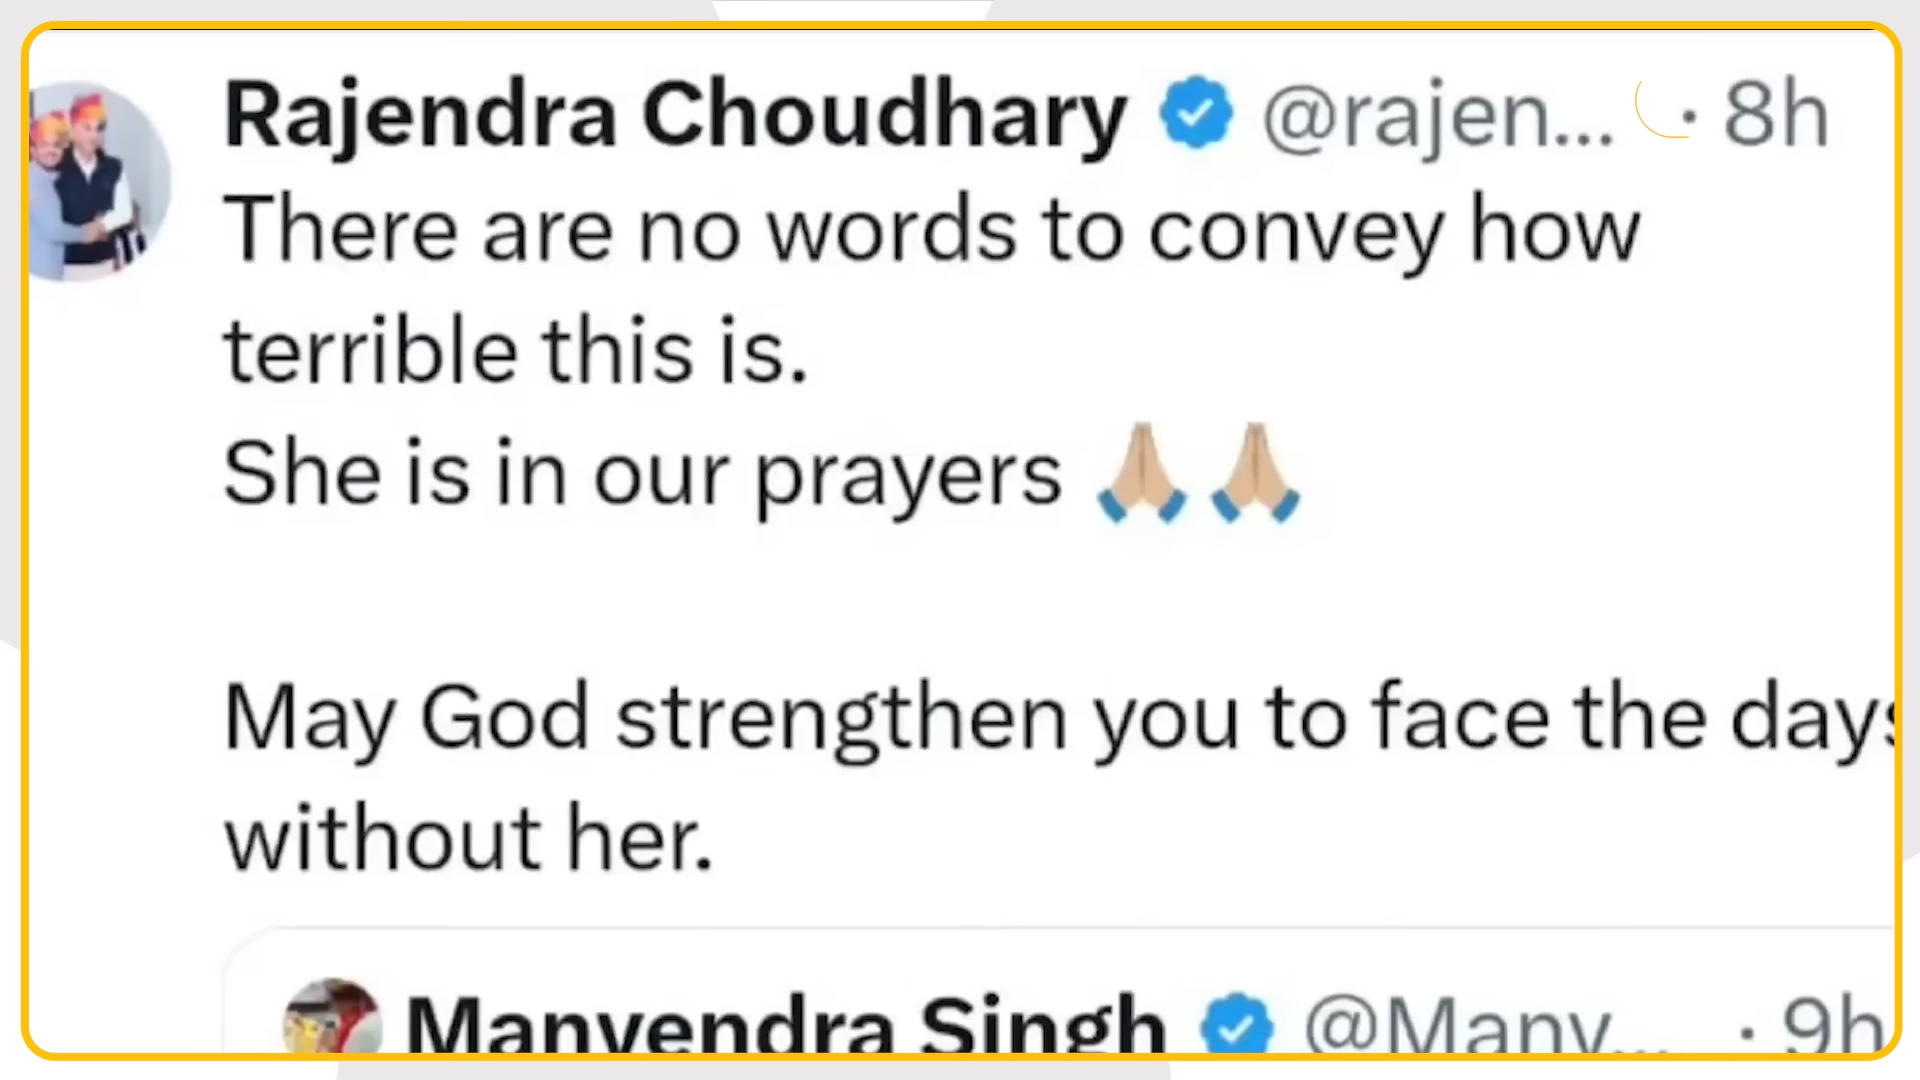 Rajendra Choudhary @rajen... · 8h
There are no words to convey how
terrible this is.
She is in our prayers 🙏🏼🙏🏼
May God strengthen you to face the days
without her.
Manvendra Singh @Manv... · 9h